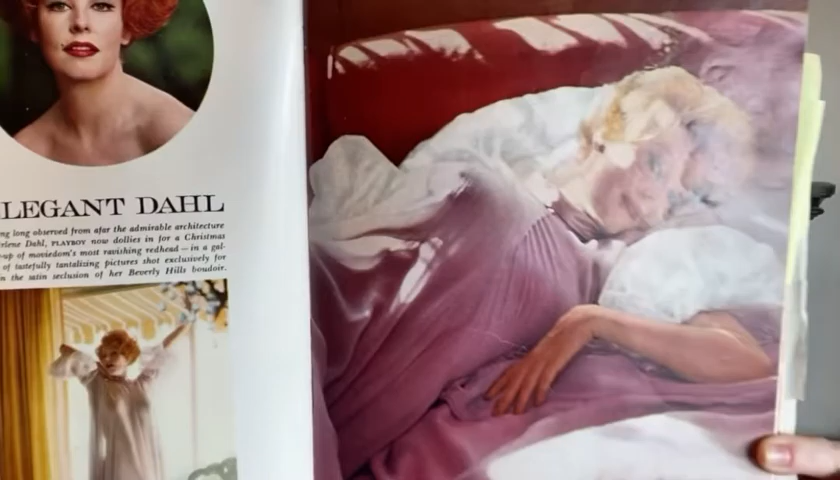 LEGANT DAHL
ng long observed from afar the admirable architecture
rlene Dahl, PLAYBOY now dollies in for a Christmas
-up of moviedom's most ravishing redhead — in a gal-
of tastefully tantalizing pictures shot exclusively for
in the satin seclusion of her Beverly Hills boudoir.